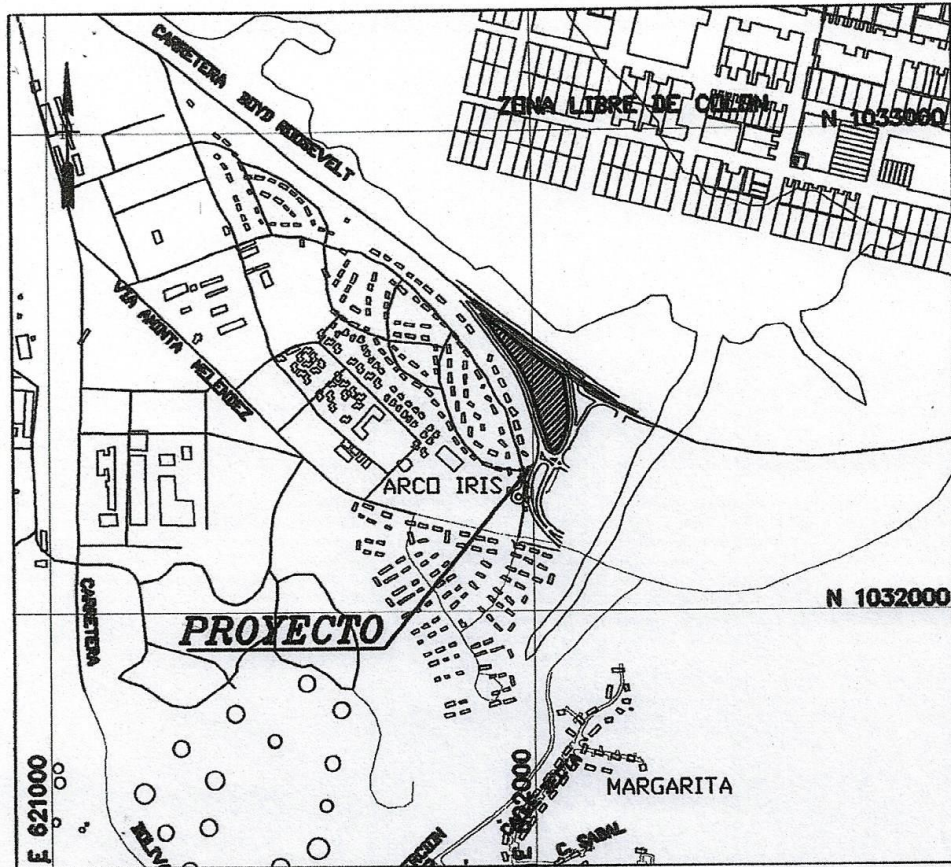 CARRETERA BOYD ROOSEVELT
ZONA LIBRE DE COLON
N 1033000
VIA AMINTA MELENDEZ
ARCO IRIS
CARRETERA
N 1032000
PROYECTO
E 621000
MARGARITA
C. SABAL